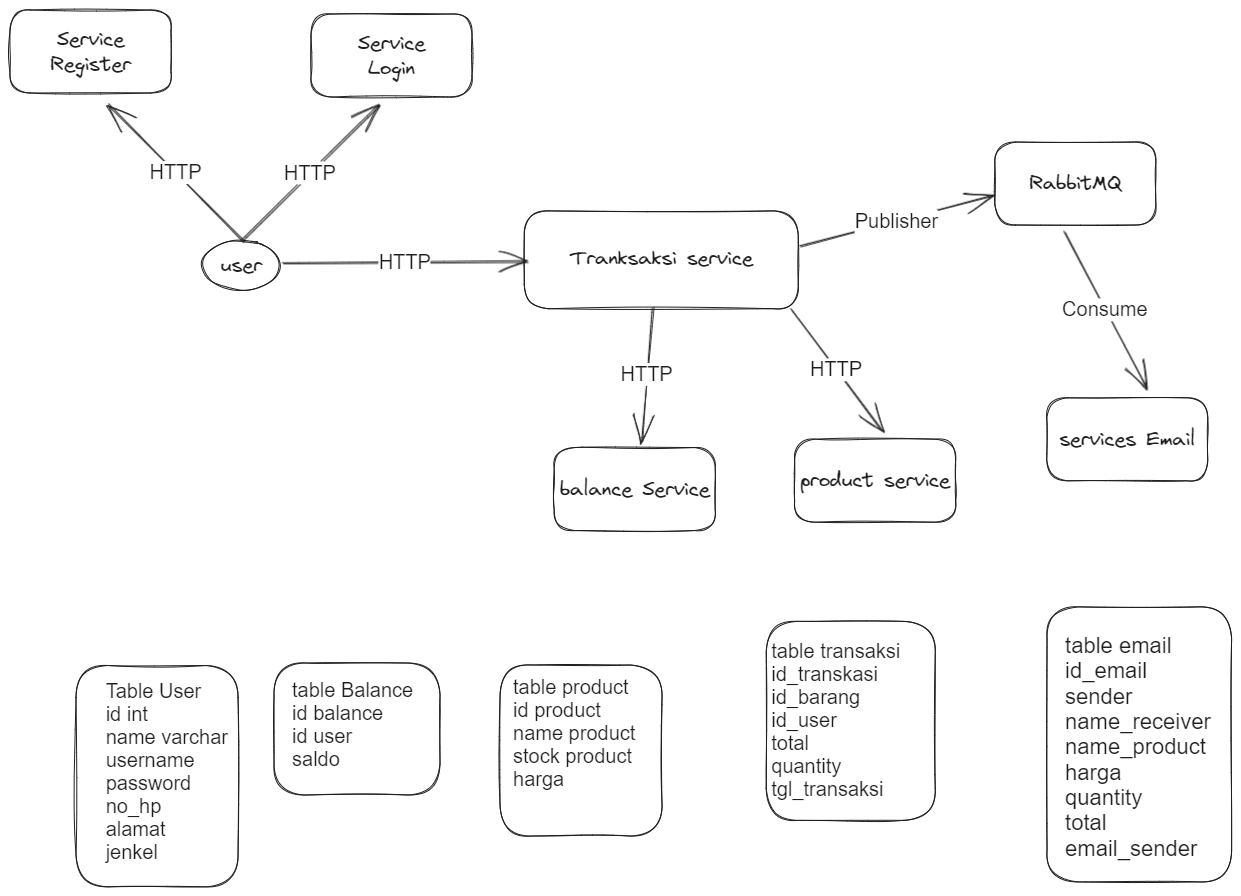 Service
Register
Service
Login
HTTP
HTTP
RabbitMQ
Publisher
user
HTTP
Tranksaksi service
Consume
HTTP
HTTP
services Email
balance Service
product service
Table User
id int
name varchar
username
password
no_hp
alamat
jenkel
table Balance
id balance
id user
saldo
table product
id product
name product
stock product
harga
table transaksi
id_transkasi
id_barang
id_user
total
quantity
tgl_transaksi
table email
id_email
sender
name_receiver
name_product
harga
quantity
total
email_sender